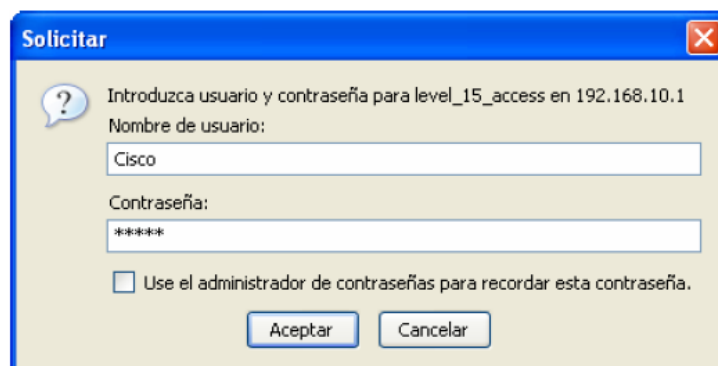 Solicitar
Introduzca usuario y contraseña para level_15_access en 192.168.10.1
Nombre de usuario:
Cisco
Contraseña:
*****
Use el administrador de contraseñas para recordar esta contraseña.
Aceptar
Cancelar